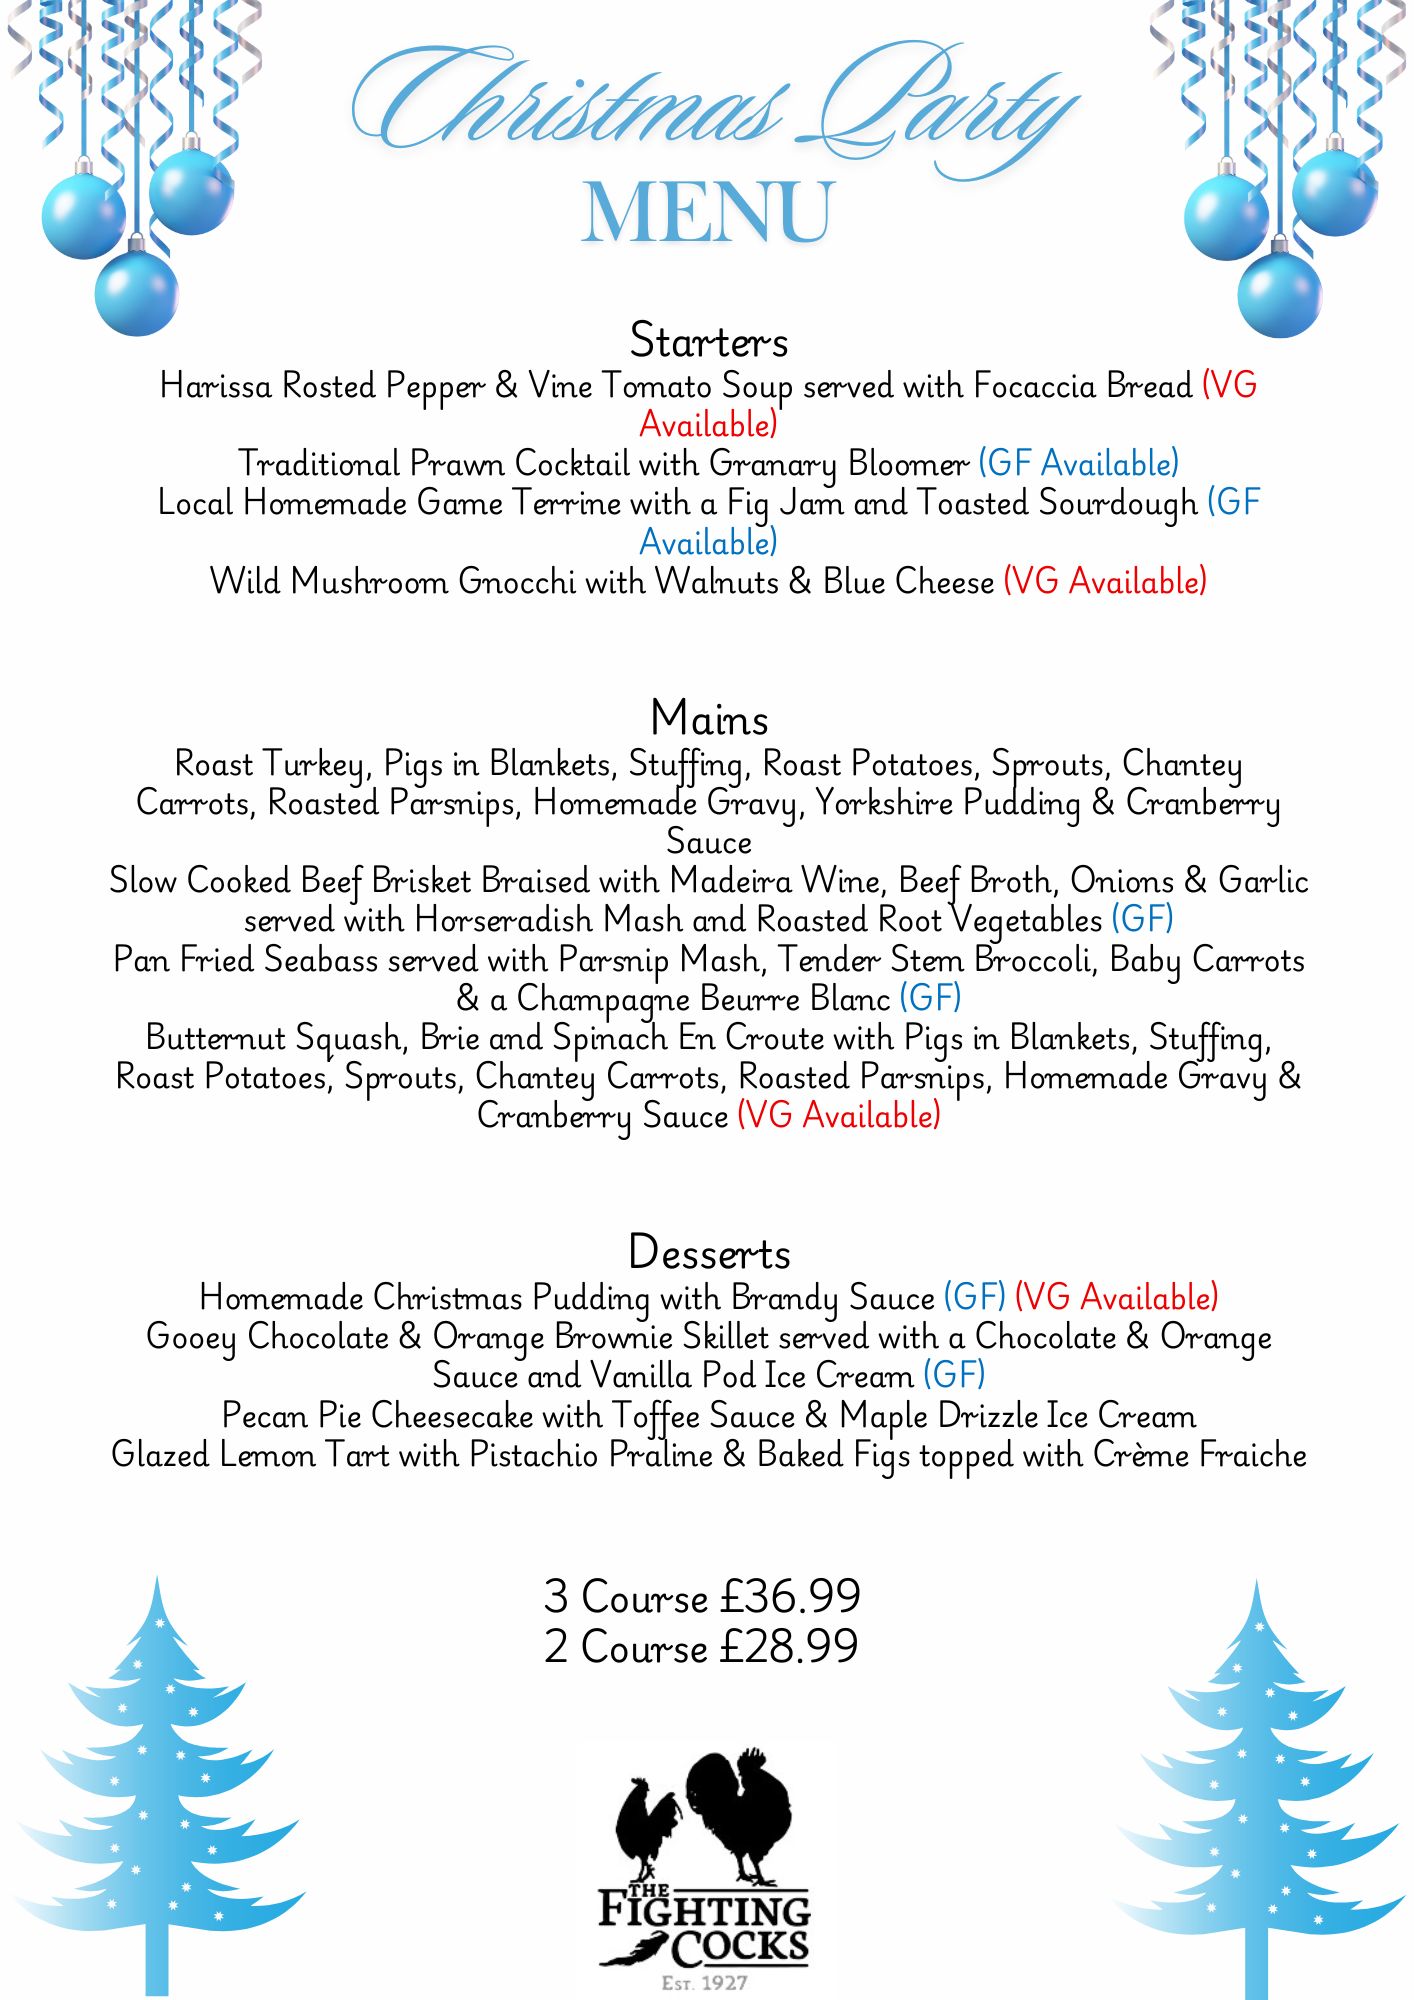 Christmas Party
MENU
Starters
Harissa Rosted Pepper & Vine Tomato Soup served with Focaccia Bread (VG
Available)
Traditional Prawn Cocktail with Granary Bloomer (GF Available)
Local Homemade Game Terrine with a Fig Jam and Toasted Sourdough (GF
Available)
Wild Mushroom Gnocchi with Walnuts & Blue Cheese (VG Available)
Mains
Roast Turkey, Pigs in Blankets, Stuffing, Roast Potatoes, Sprouts, Chantey
Carrots, Roasted Parsnips, Homemade Gravy, Yorkshire Pudding & Cranberry
Sauce
Slow Cooked Beef Brisket Braised with Madeira Wine, Beef Broth, Onions & Garlic
served with Horseradish Mash and Roasted Root Vegetables (GF)
Pan Fried Seabass served with Parsnip Mash, Tender Stem Broccoli, Baby Carrots
& a Champagne Beurre Blanc (GF)
Butternut Squash, Brie and Spinach En Croute with Pigs in Blankets, Stuffing,
Roast Potatoes, Sprouts, Chantey Carrots, Roasted Parsnips, Homemade Gravy &
Cranberry Sauce (VG Available)
Desserts
Homemade Christmas Pudding with Brandy Sauce (GF) (VG Available)
Gooey Chocolate & Orange Brownie Skillet served with a Chocolate & Orange
Sauce and Vanilla Pod Ice Cream (GF)
Pecan Pie Cheesecake with Toffee Sauce & Maple Drizzle Ice Cream
Glazed Lemon Tart with Pistachio Praline & Baked Figs topped with Crème Fraiche
3 Course £36.99
2 Course £28.99
THE
FIGHTING
COCKS
EST. 1927